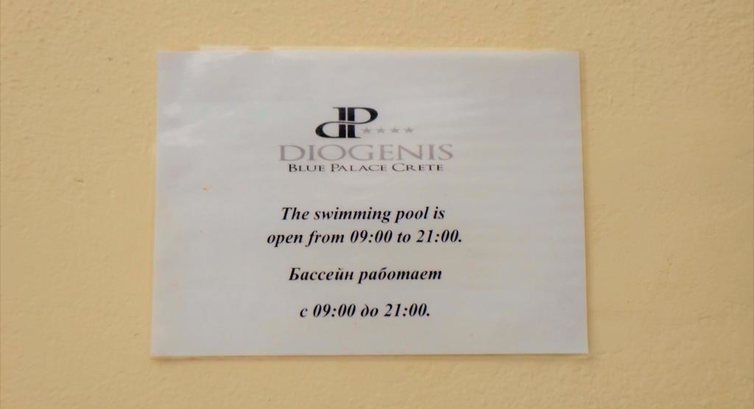 DP ★★★★
DIOGENIS
BLUE PALACE CRETE
The swimming pool is
open from 09:00 to 21:00.
Бассейн работает
с 09:00 до 21:00.